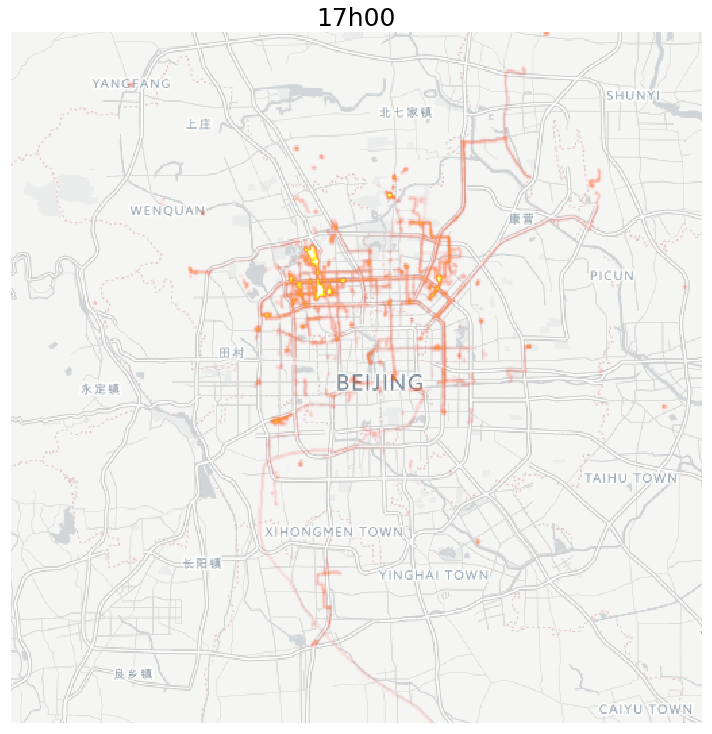 17h00
YANGFANG
SHUNYI
上庄
北七家镇
WENQUAN
康营
PICUN
田村
BEIJING
永定镇
TAIHU TOWN
XIHONGMEN TOWN
长阳镇
YINGHAI TOWN
良乡镇
CAIYU TOWN